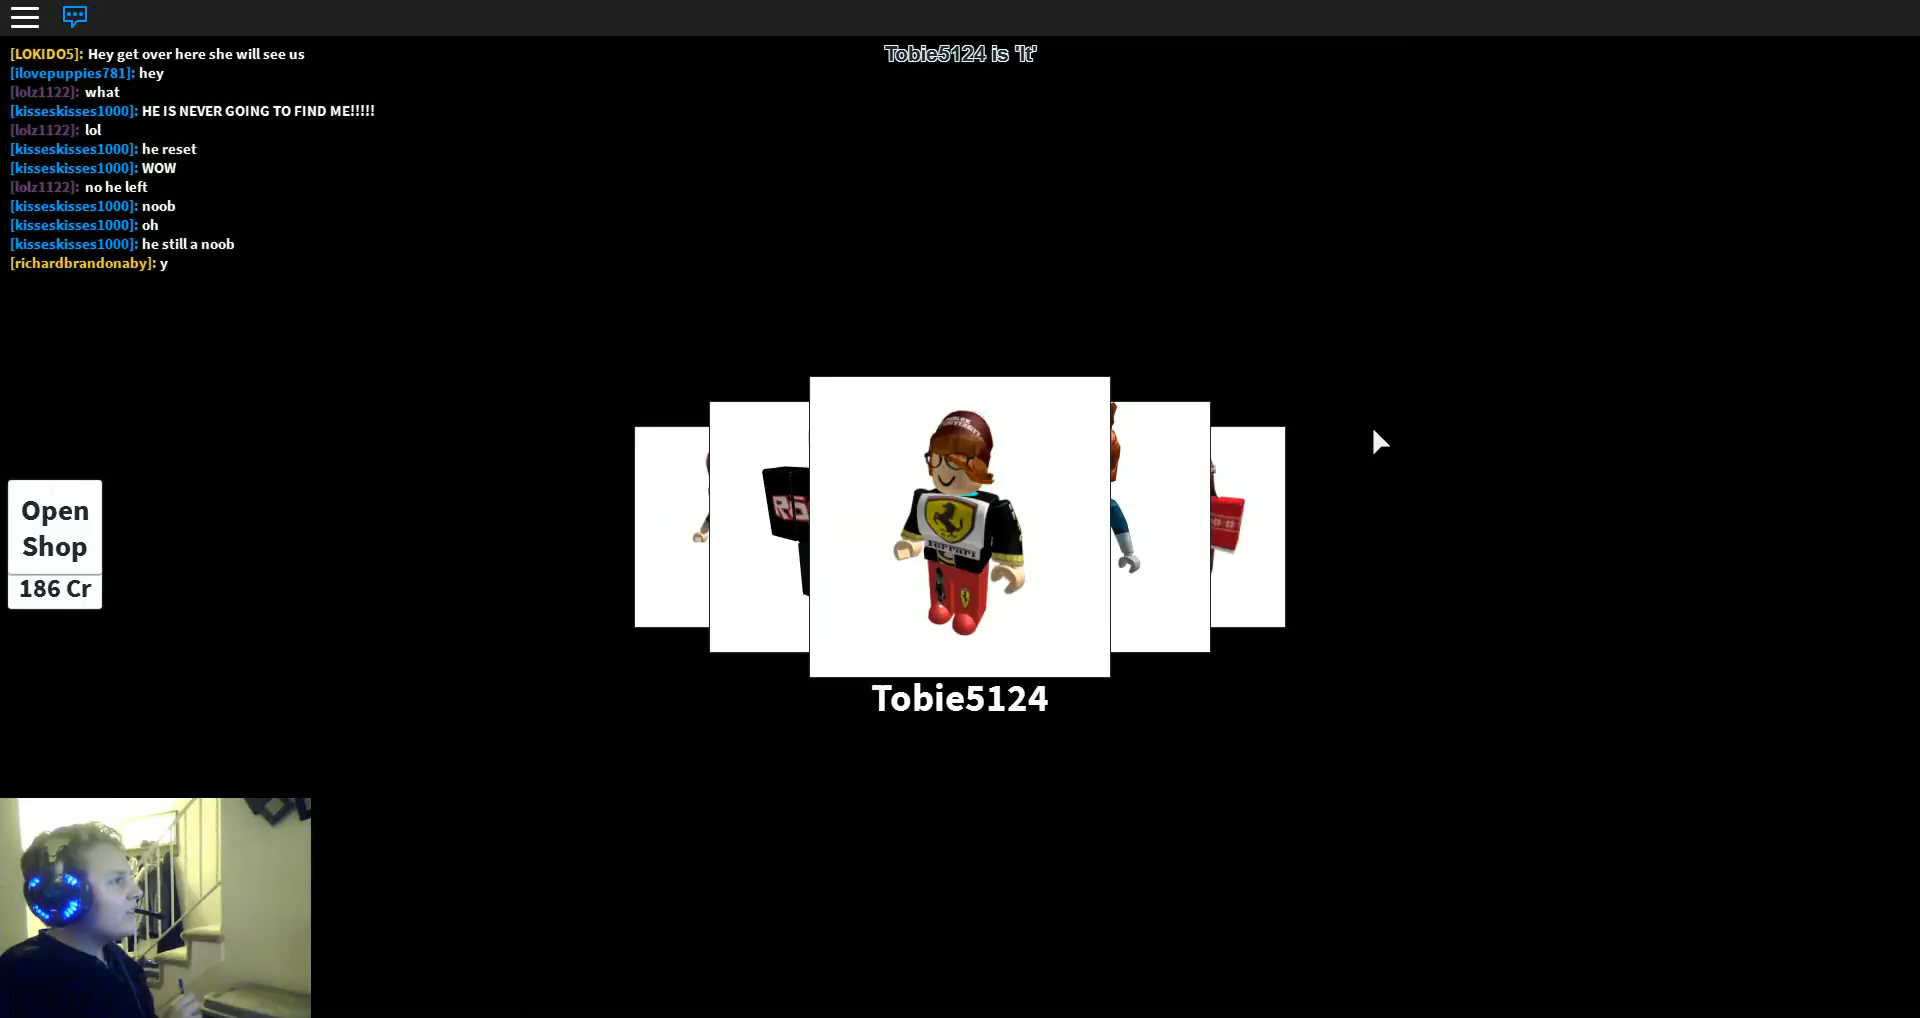 [LOKIDO5]: Hey get over here she will see us
[ilovepuppies781]: hey
[lolz1122]: what
[kisseskisses1000]: HE IS NEVER GOING TO FIND ME!!!!!
[lolz1122]: lol
[kisseskisses1000]: he reset
[kisseskisses1000]: WOW
[lolz1122]: no he left
[kisseskisses1000]: noob
[kisseskisses1000]: oh
[kisseskisses1000]: he still a noob
[richardbrandonaby]: y
Tobie5124 is 'It'
Open
Shop
186 Cr
Ferrari
Tobie5124